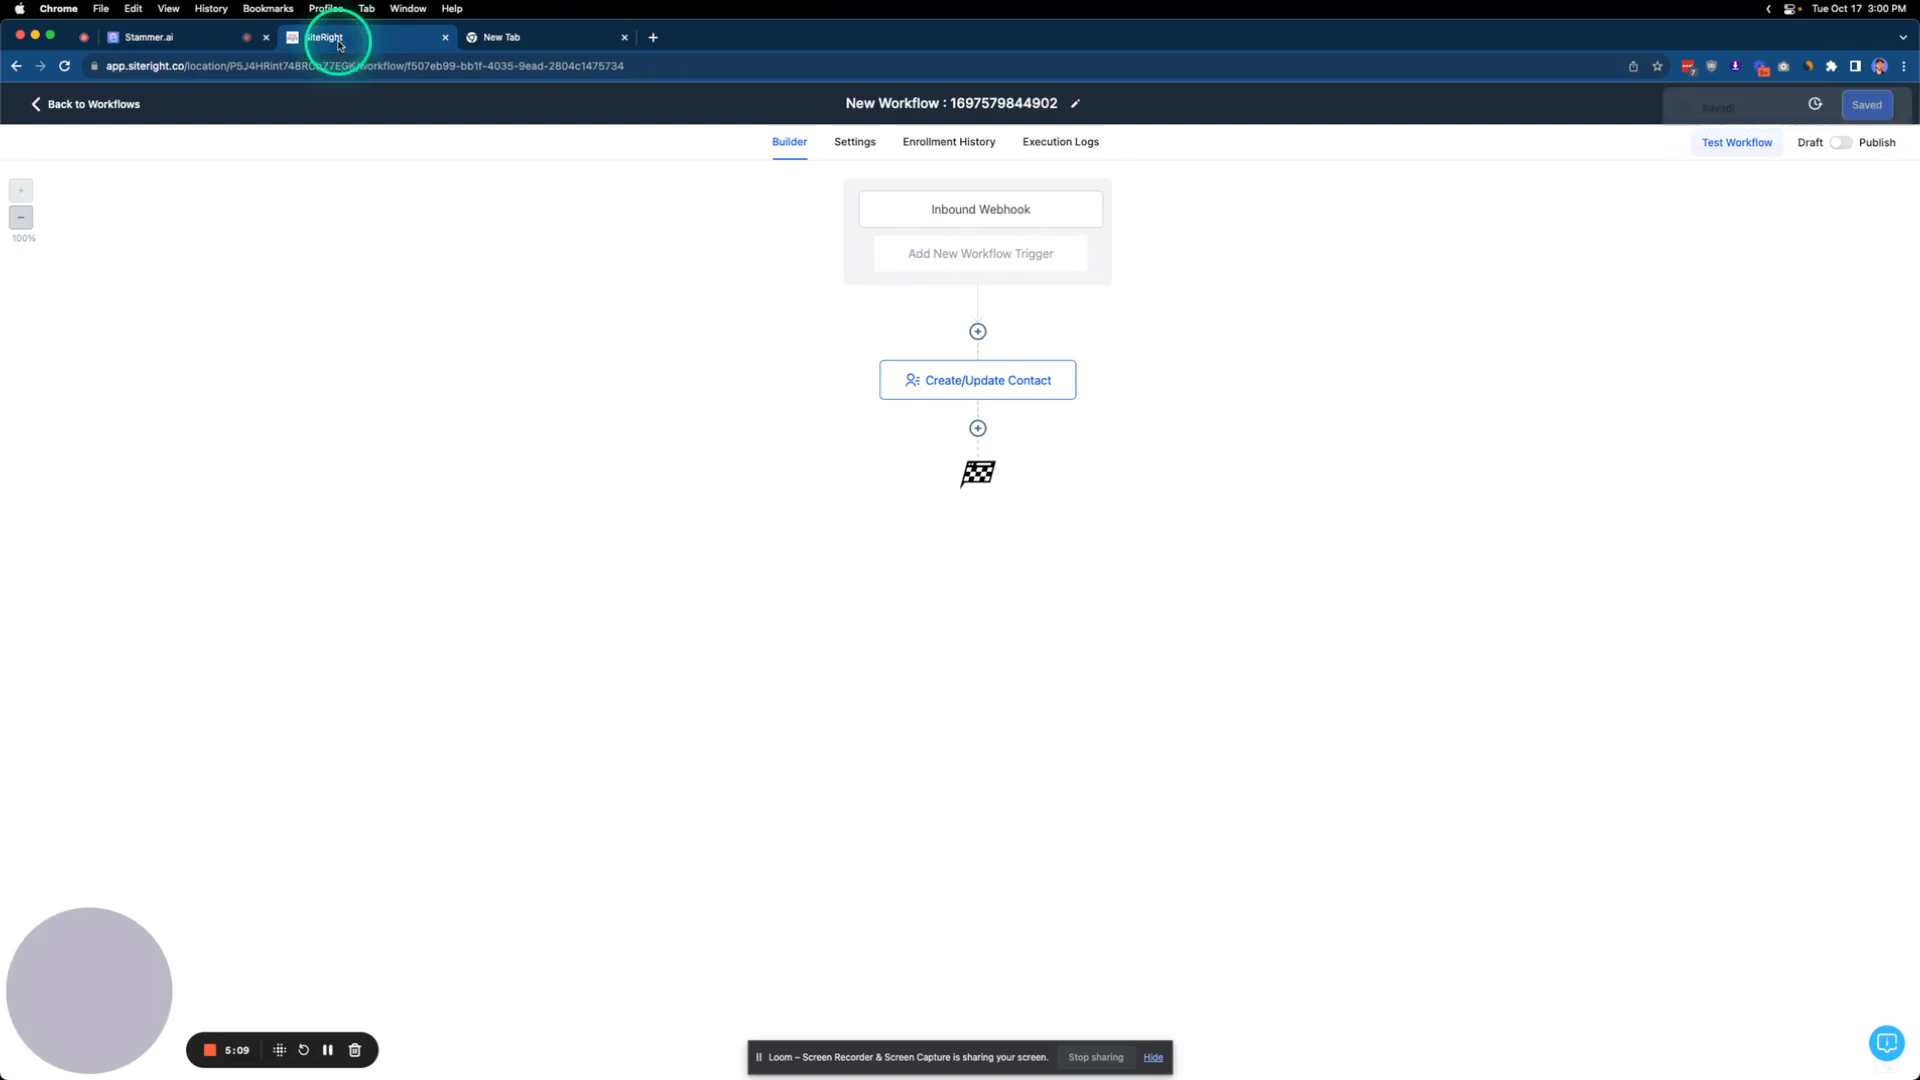 Chrome File Edit View History Bookmarks Profiles Tab Window Help Tue Oct 17 3:00 PM
Stammer.ai SiteRight New Tab
app.siteright.co/location/P5J4HRint748RCoZ7EGK/workflow/f507eb99-bb1f-4035-9ead-2804c1475734
Back to Workflows New Workflow : 1697579844902 Saved! Saved
Builder Settings Enrollment History Execution Logs Test Workflow Draft Publish
+
−
100%
Inbound Webhook
Add New Workflow Trigger
Create/Update Contact
5:09
Loom – Screen Recorder & Screen Capture is sharing your screen. Stop sharing Hide